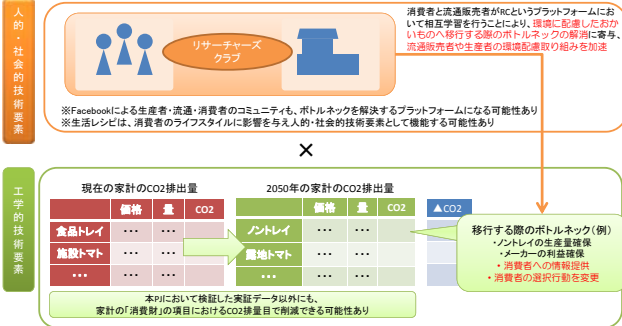 人的・社会的技術要素
リサーチャーズ
クラブ
消費者と流通販売者がRCというプラットフォームにお
いて相互学習を行うことにより、環境に配慮したおか
いものへ移行する際のボトルネックの解消に寄与、
流通販売者や生産者の環境配慮取り組みを加速
※Facebookによる生産者・流通・消費者のコミュニティも、ボトルネックを解決するプラットフォームになる可能性あり
※生活レシピは、消費者のライフスタイルに影響を与え人的・社会的技術要素として機能する可能性あり
×
工学的技術要素
現在の家計のCO2排出量
価格 量 CO2
食品トレイ ・・・ ・・・
施設トマト ・・・ ・・・
・・・ ・・・ ・・・
2050年の家計のCO2排出量
価格 量 CO2
ノントレイ ・・・ ・・・
露地トマト ・・・ ・・・
・・・ ・・・ ・・・
▲CO2
移行する際のボトルネック（例）
・ノントレイの生産量確保
・メーカーの利益確保
・消費者への情報提供
・消費者の選択行動を変更
本PJにおいて検証した実証データ以外にも、
家計の「消費財」の項目におけるCO2排出量目で削減できる可能性あり